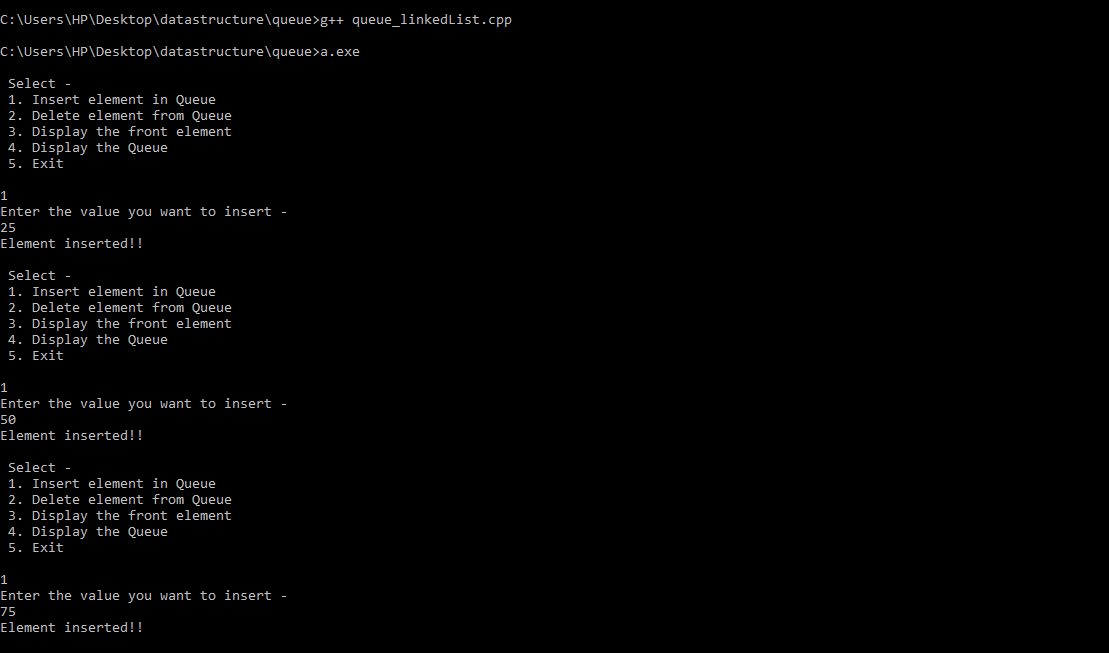 C:\Users\HP\Desktop\datastructure\queue>g++ queue_linkedList.cpp
C:\Users\HP\Desktop\datastructure\queue>a.exe
Select -
1. Insert element in Queue
2. Delete element from Queue
3. Display the front element
4. Display the Queue
5. Exit
1
Enter the value you want to insert -
25
Element inserted!!
Select -
1. Insert element in Queue
2. Delete element from Queue
3. Display the front element
4. Display the Queue
5. Exit
1
Enter the value you want to insert -
50
Element inserted!!
Select -
1. Insert element in Queue
2. Delete element from Queue
3. Display the front element
4. Display the Queue
5. Exit
1
Enter the value you want to insert -
75
Element inserted!!